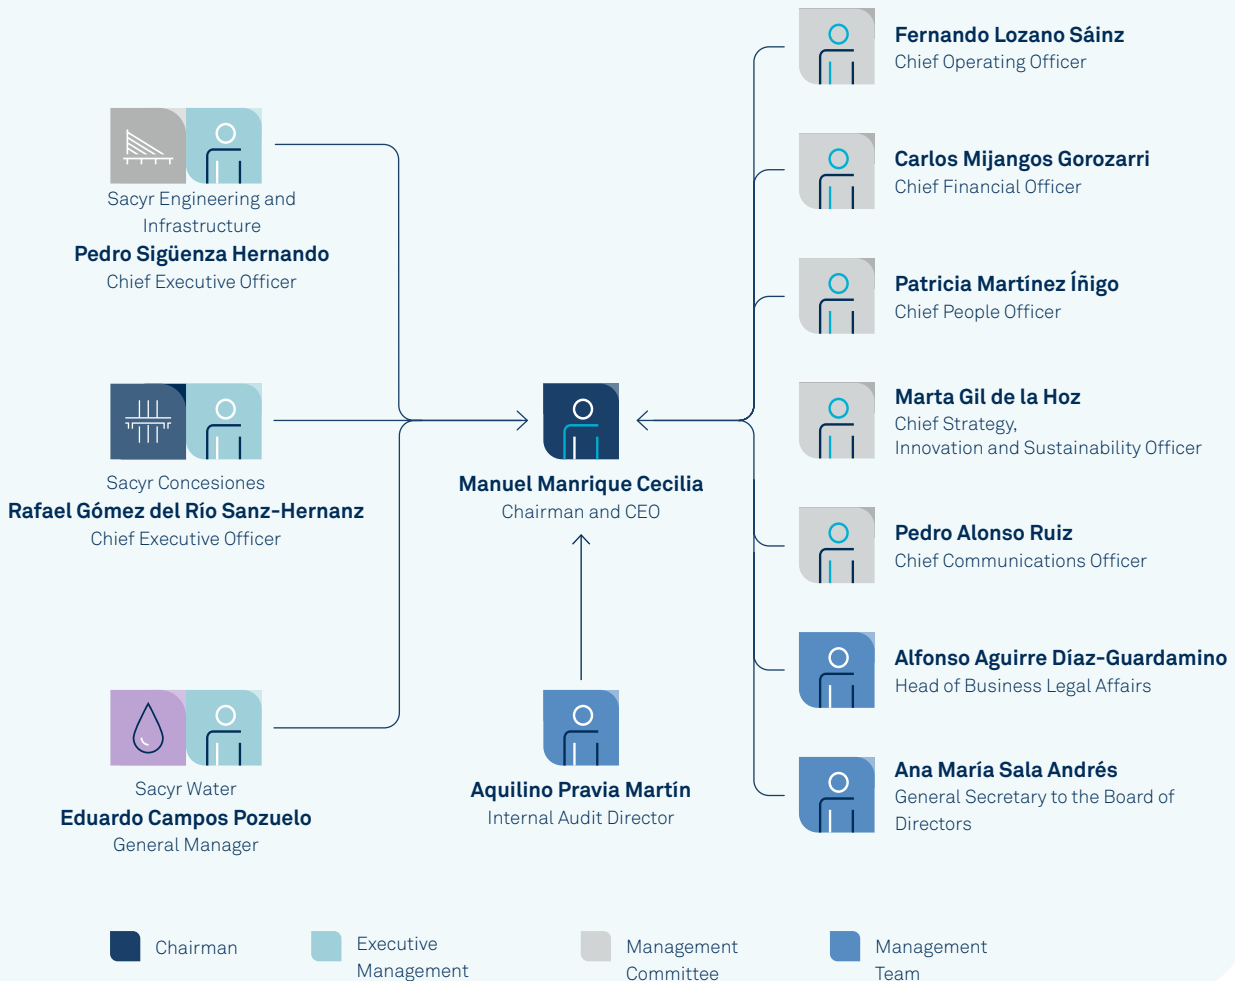 Sacyr Engineering and
Infrastructure
Pedro Sigüenza Hernando
Chief Executive Officer
Sacyr Concesiones
Rafael Gómez del Río Sanz-Hernanz
Chief Executive Officer
Sacyr Water
Eduardo Campos Pozuelo
General Manager
Manuel Manrique Cecilia
Chairman and CEO
Aquilino Pravia Martín
Internal Audit Director
Fernando Lozano Sáinz
Chief Operating Officer
Carlos Mijangos Gorozarri
Chief Financial Officer
Patricia Martínez Íñigo
Chief People Officer
Marta Gil de la Hoz
Chief Strategy,
Innovation and Sustainability Officer
Pedro Alonso Ruiz
Chief Communications Officer
Alfonso Aguirre Díaz-Guardamino
Head of Business Legal Affairs
Ana María Sala Andrés
General Secretary to the Board of
Directors
Chairman
Executive
Management
Management
Committee
Management
Team